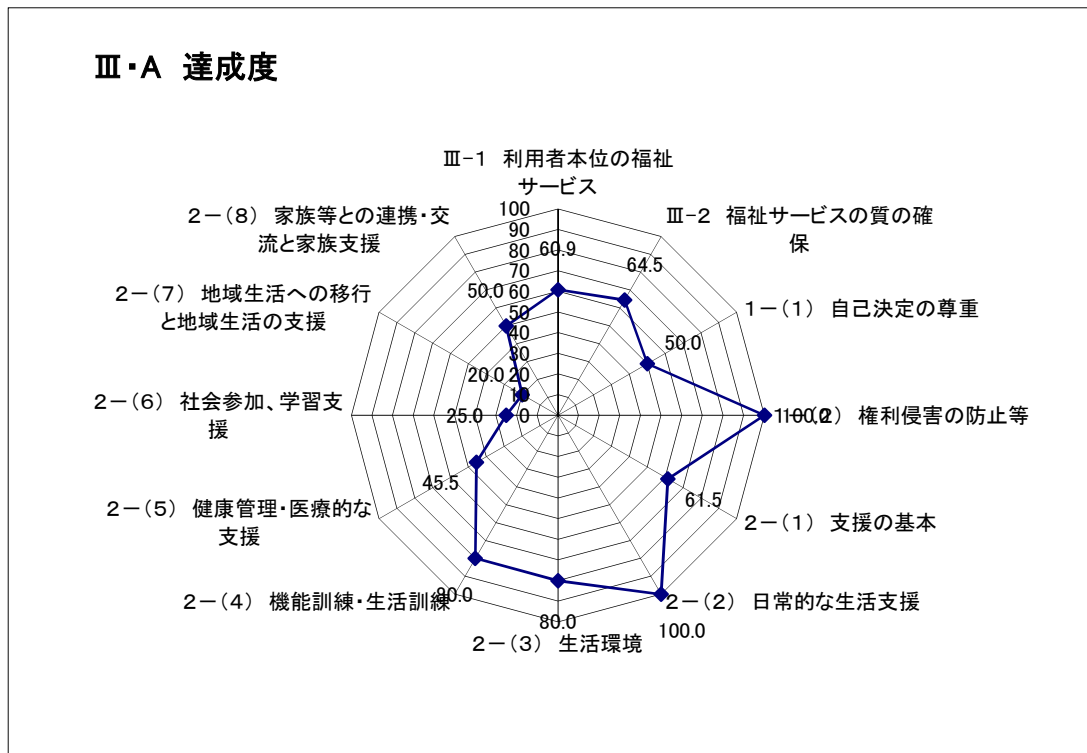 Ⅲ・A 達成度
Ⅲ-1 利用者本位の福祉
サービス
Ⅲ-2 福祉サービスの質の確
保
1－(1) 自己決定の尊重
1－(2) 権利侵害の防止等
2－(1) 支援の基本
2－(2) 日常的な生活支援
2－(3) 生活環境
2－(4) 機能訓練・生活訓練
2－(5) 健康管理・医療的な
支援
2－(6) 社会参加、学習支
援
2－(7) 地域生活への移行
と地域生活の支援
2－(8) 家族等との連携・交
流と家族支援
100
90
80
70
60
50
40
30
20
10
0
60.9
64.5
50.0
100.0
61.5
100.0
80.0
80.0
45.5
25.0
20.0
50.0